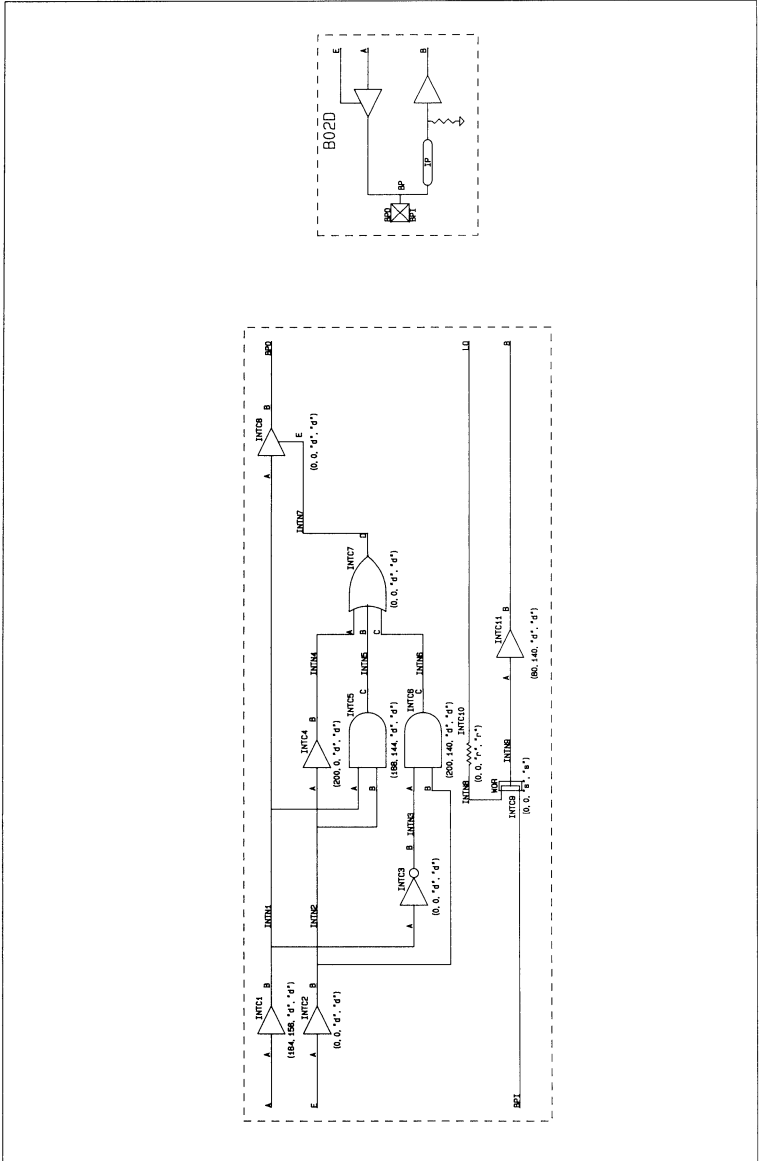 A
A
INTC1
B
(184,156,"d","d")
INTN1
A
INTC8
B
BPO
E
(0,0,"d","d")
E
A
INTC2
B
(0,0,"d","d")
INTN2
A
INTC4
B
(200,0,"d","d")
INTN4
INTN7
A
B
INTC5
C
(188,144,"d","d")
INTN5
A
B
C
INTC7
D
(0,0,"d","d")
A
INTC3
B
(0,0,"d","d")
INTN3
A
B
INTC6
C
(200,140,"d","d")
INTN6
INTN8
INTC10
(0,0,"r","r")
LO
BPI
WOR
INTC9
(0,0,"s","s")
INTN9
A
INTC11
B
(80,140,"d","d")
B
B02D
E
A
BPO
BPI
BP
IP
B